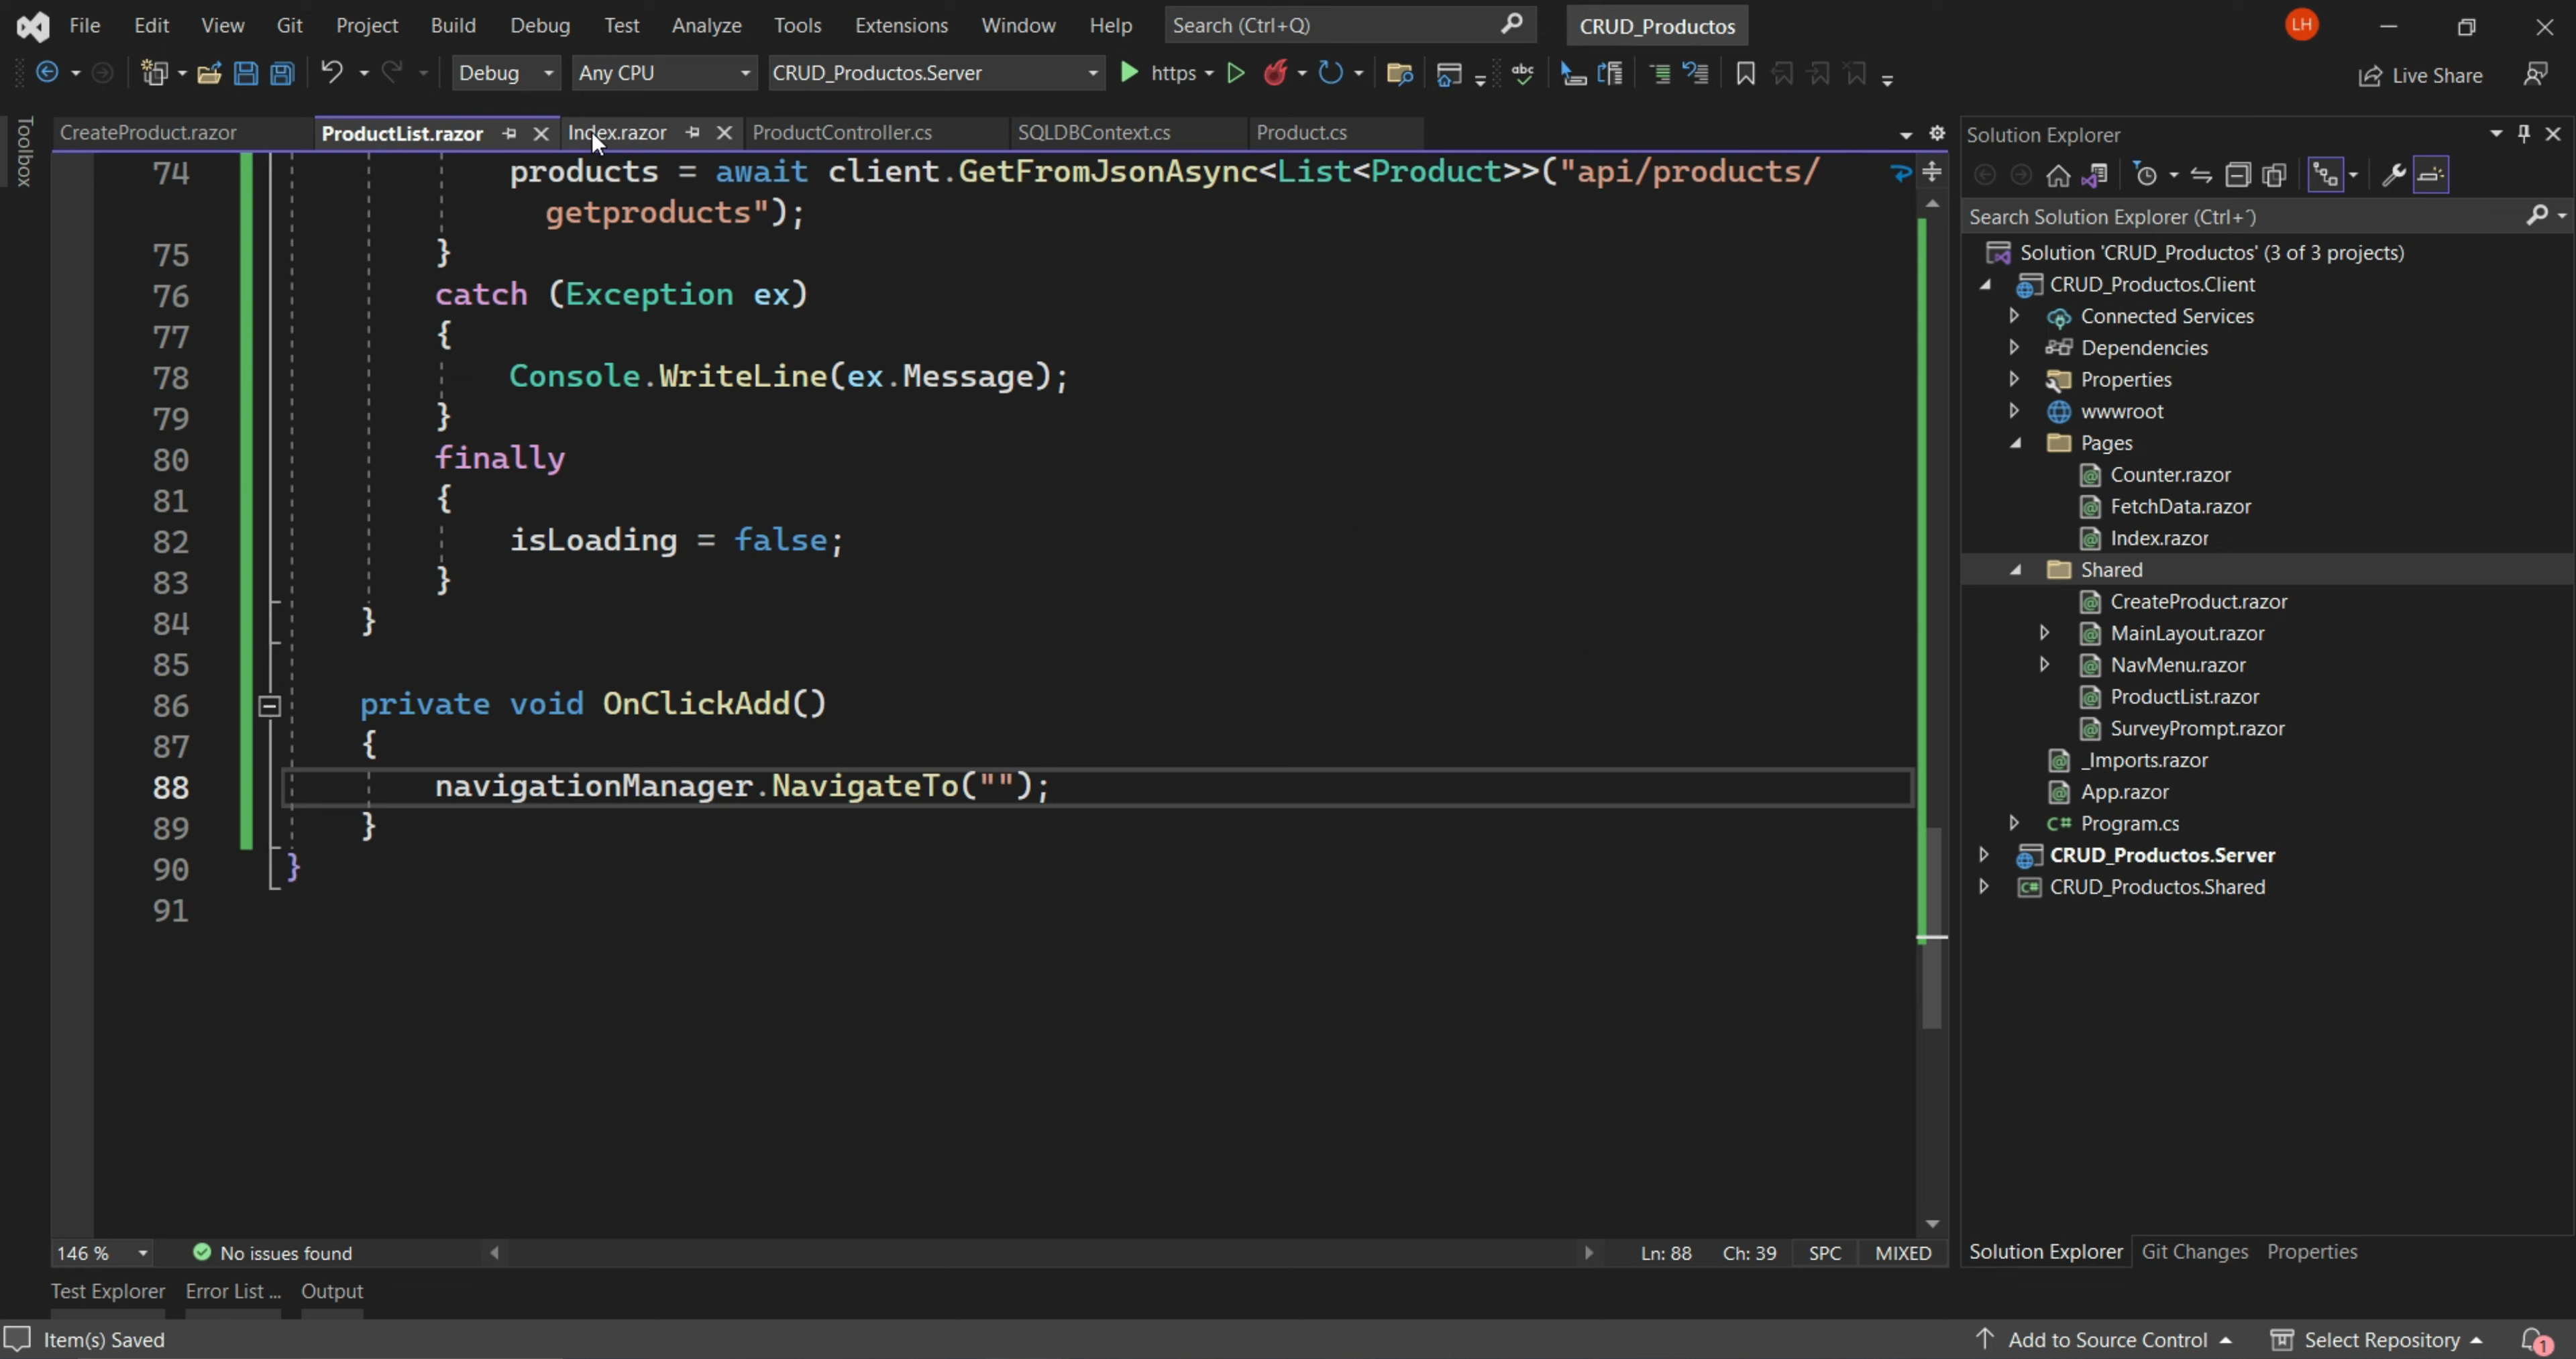 File Edit View Git Project Build Debug Test Analyze Tools Extensions Window Help Search (Ctrl+Q) CRUD_Productos LH
Debug Any CPU CRUD_Productos.Server https abc Live Share
Toolbox
CreateProduct.razor ProductList.razor Index.razor ProductController.cs SQLDBContext.cs Product.cs
74 products = await client.GetFromJsonAsync<List<Product>>("api/products/
getproducts");
75 }
76 catch (Exception ex)
77 {
78 Console.WriteLine(ex.Message);
79 }
80 finally
81 {
82 isLoading = false;
83 }
84 }
85
86 private void OnClickAdd()
87 {
88 navigationManager.NavigateTo("");
89 }
90 }
91
146 % No issues found Ln: 88 Ch: 39 SPC MIXED
Test Explorer Error List ... Output
Item(s) Saved
Solution Explorer
Search Solution Explorer (Ctrl+´)
Solution 'CRUD_Productos' (3 of 3 projects)
CRUD_Productos.Client
Connected Services
Dependencies
Properties
wwwroot
Pages
Counter.razor
FetchData.razor
Index.razor
Shared
CreateProduct.razor
MainLayout.razor
NavMenu.razor
ProductList.razor
SurveyPrompt.razor
_Imports.razor
App.razor
C# Program.cs
CRUD_Productos.Server
C# CRUD_Productos.Shared
Solution Explorer Git Changes Properties
Add to Source Control Select Repository 1